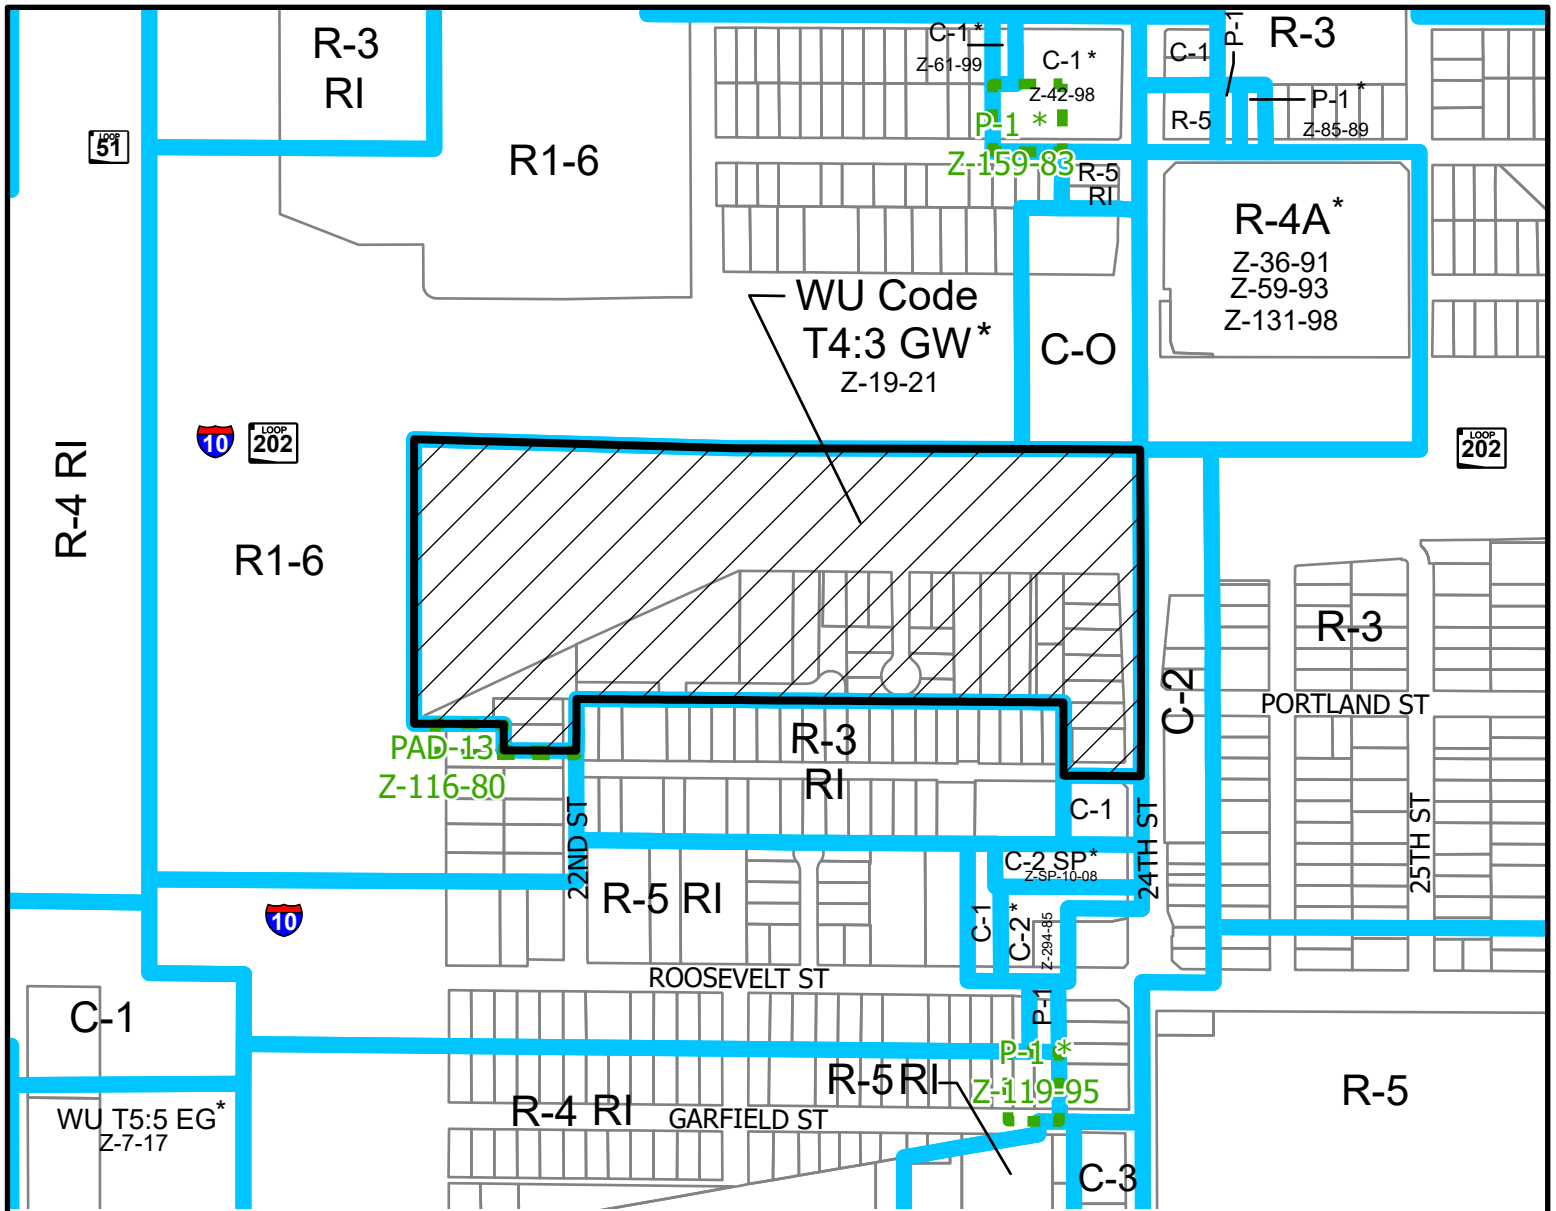 R-3
RI
C-1*
Z-61-99
C-1*
Z-42-98
P-1 *
Z-159-83
C-1
P-1
R-3
R-5
P-1*
Z-85-89
LOOP
51
R1-6
R-5
RI
R-4A*
Z-36-91
Z-59-93
Z-131-98
WU Code
T4:3 GW*
Z-19-21
C-O
10
LOOP
202
LOOP
202
R-4 RI
R1-6
R-3
C-2
PORTLAND ST
PAD-13
Z-116-80
R-3
RI
C-1
22ND ST
24TH ST
25TH ST
C-2 SP*
Z-SP-10-08
R-5 RI
10
C-1
C-2*
Z-294-85
ROOSEVELT ST
C-1
P-1
P-1 *
Z-119-95
R-5 RI
R-5
WU T5:5 EG*
Z-7-17
R-4 RI
GARFIELD ST
C-3